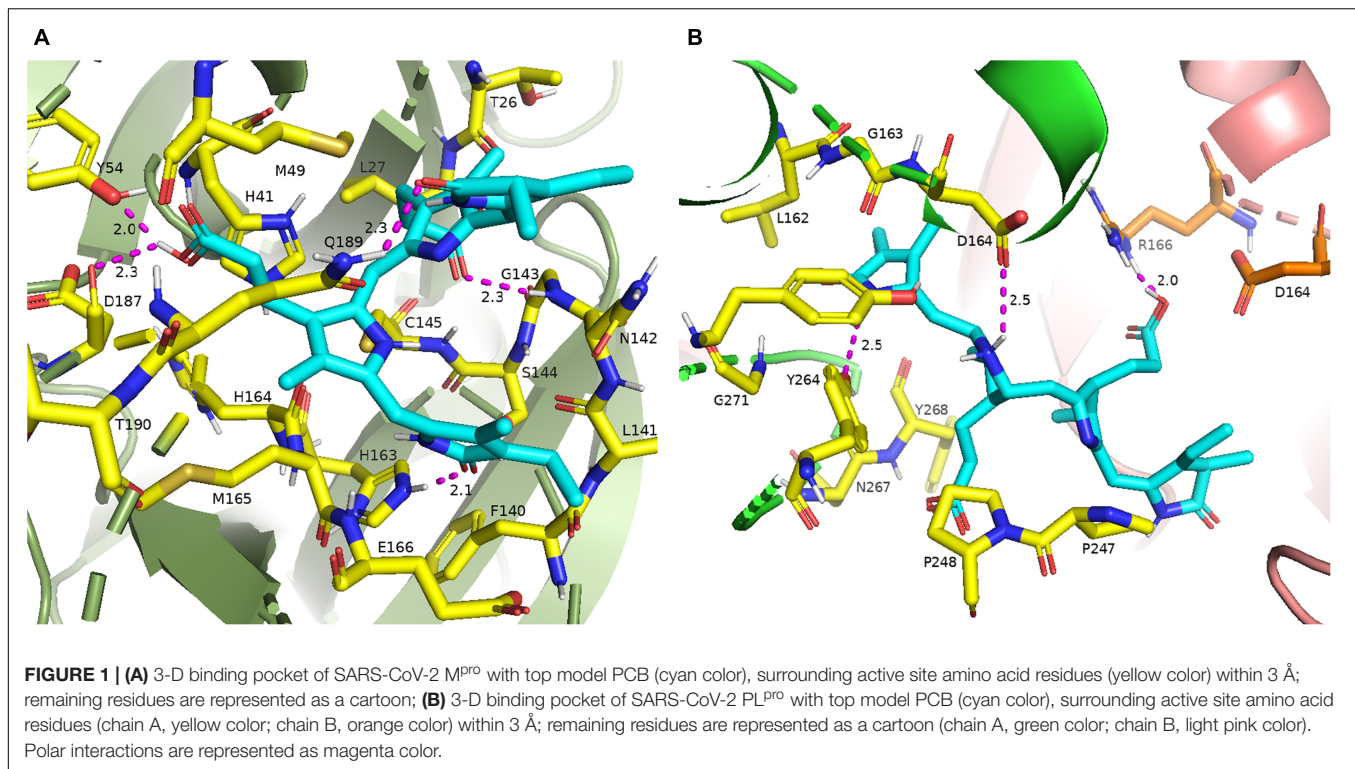 A
B
T26
Y54
M49
L27
H41
2.0
2.3
Q189
2.3
G143
2.3
D187
C145
N142
S144
H164
L141
T190
H163
M165
2.1
F140
E166
G163
L162
D164
R166
2.0
D164
2.5
2.5
Y264
G271
Y268
N267
P248
P247
FIGURE 1 | (A) 3-D binding pocket of SARS-CoV-2 Mpro with top model PCB (cyan color), surrounding active site amino acid residues (yellow color) within 3 Å;
remaining residues are represented as a cartoon; (B) 3-D binding pocket of SARS-CoV-2 PLpro with top model PCB (cyan color), surrounding active site amino acid
residues (chain A, yellow color; chain B, orange color) within 3 Å; remaining residues are represented as a cartoon (chain A, green color; chain B, light pink color).
Polar interactions are represented as magenta color.